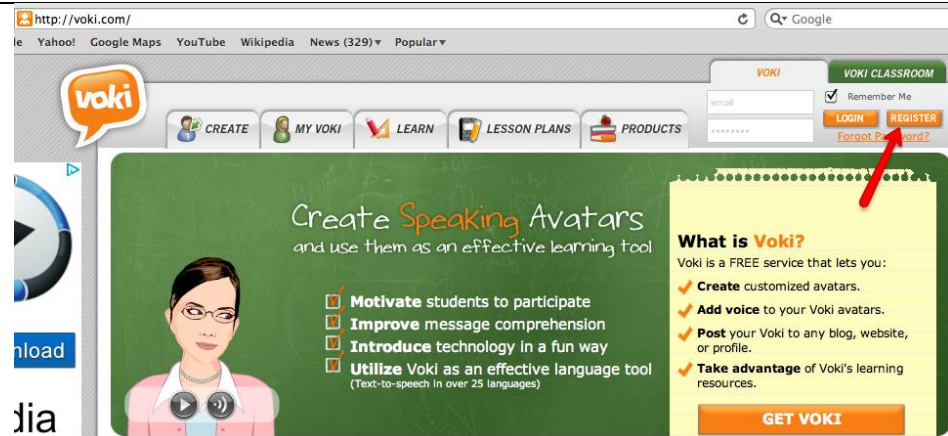 http://voki.com/
Google
le Yahoo! Google Maps YouTube Wikipedia News (329)▾ Popular▾
voki
VOKI
VOKI CLASSROOM
email
Remember Me
CREATE
MY VOKI
LEARN
LESSON PLANS
PRODUCTS
LOGIN
REGISTER
Forgot Password?
Create Speaking Avatars
and use them as an effective learning tool
Motivate students to participate
Improve message comprehension
Introduce technology in a fun way
Utilize Voki as an effective language tool
(Text-to-speech in over 25 languages)
What is Voki?
Voki is a FREE service that lets you:
Create customized avatars.
Add voice to your Voki avatars.
Post your Voki to any blog, website,
or profile.
Take advantage of Voki's learning
resources.
GET VOKI
nload
dia